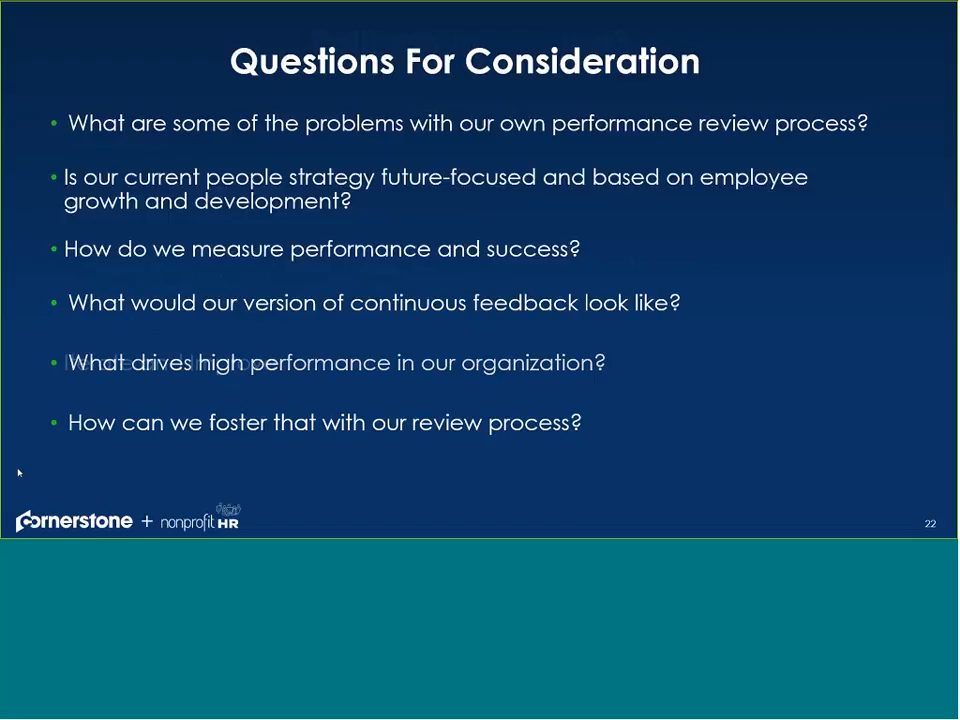 Questions For Consideration
• What are some of the problems with our own performance review process?
• Is our current people strategy future-focused and based on employee
growth and development?
• How do we measure performance and success?
• What would our version of continuous feedback look like?
• What drives high performance in our organization?
• How can we foster that with our review process?
cornerstone + nonprofit HR
22